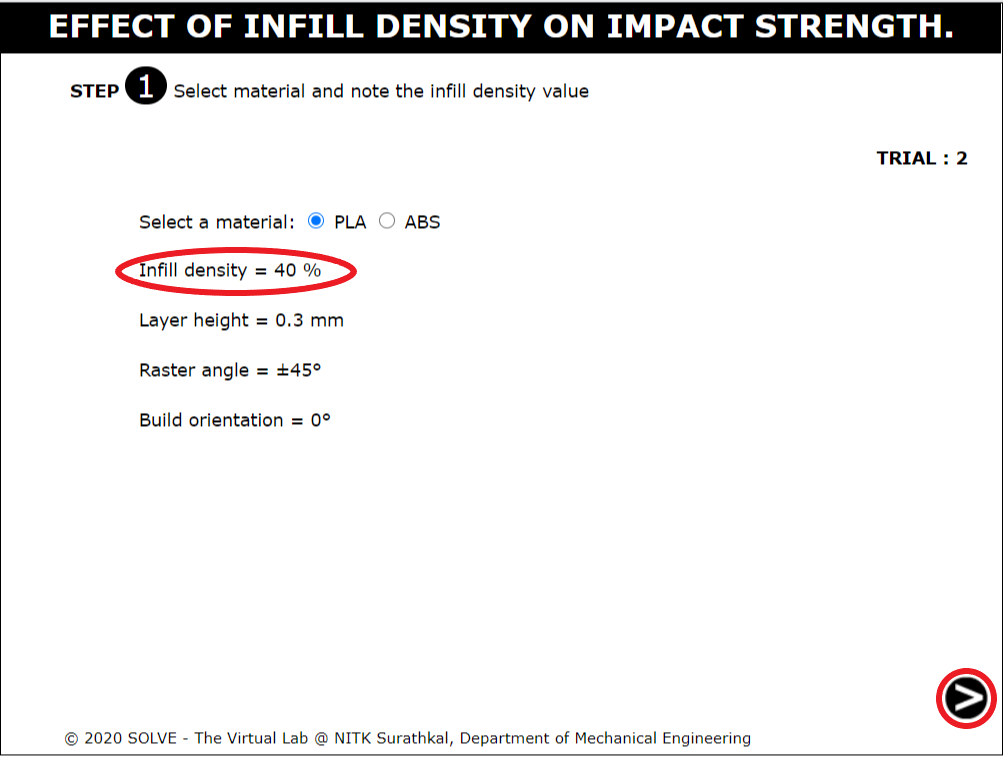 EFFECT OF INFILL DENSITY ON IMPACT STRENGTH.
STEP 1 Select material and note the infill density value
TRIAL : 2
Select a material: PLA ABS
Infill density = 40 %
Layer height = 0.3 mm
Raster angle = ±45°
Build orientation = 0°
© 2020 SOLVE - The Virtual Lab @ NITK Surathkal, Department of Mechanical Engineering